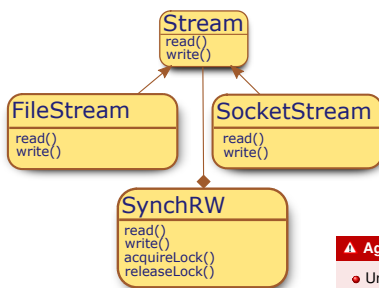 Stream
read()
write()
FileStream
read()
write()
SocketStream
read()
write()
SynchRW
read()
write()
acquireLock()
releaseLock()